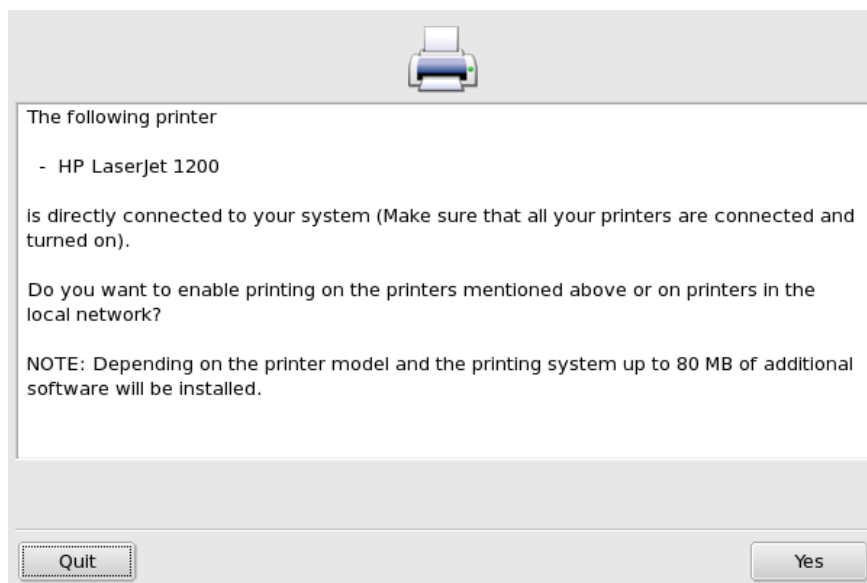 The following printer
- HP LaserJet 1200
is directly connected to your system (Make sure that all your printers are connected and
turned on).
Do you want to enable printing on the printers mentioned above or on printers in the
local network?
NOTE: Depending on the printer model and the printing system up to 80 MB of additional
software will be installed.
Quit
Yes